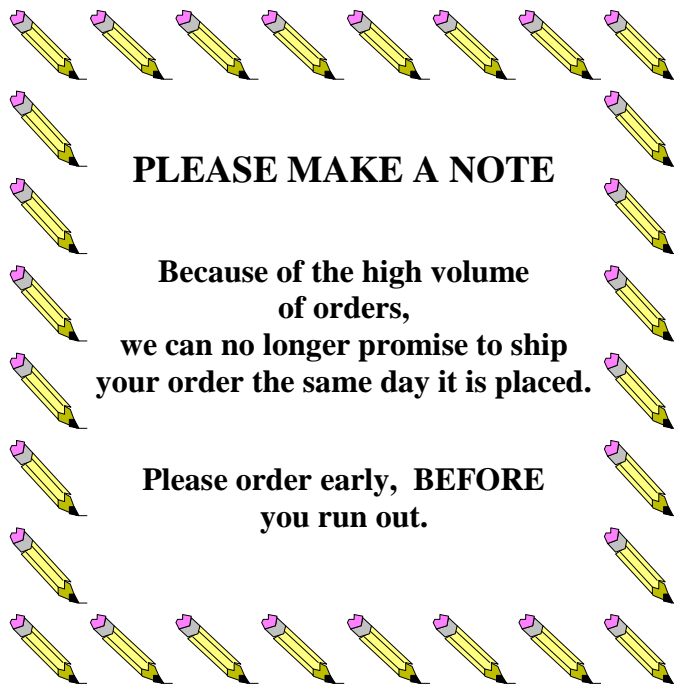 PLEASE MAKE A NOTE
Because of the high volume
of orders,
we can no longer promise to ship
your order the same day it is placed.
Please order early,  BEFORE
you run out.